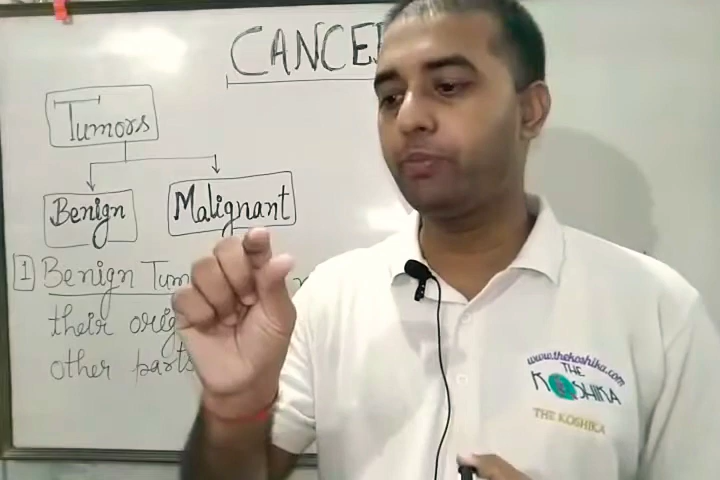 CANCE
Tumors
Benign
Malignant
1 Benign Tum
their orig
other parts
www.thekoshika.com
THE
KOSHIKA
THE KOSHIKA